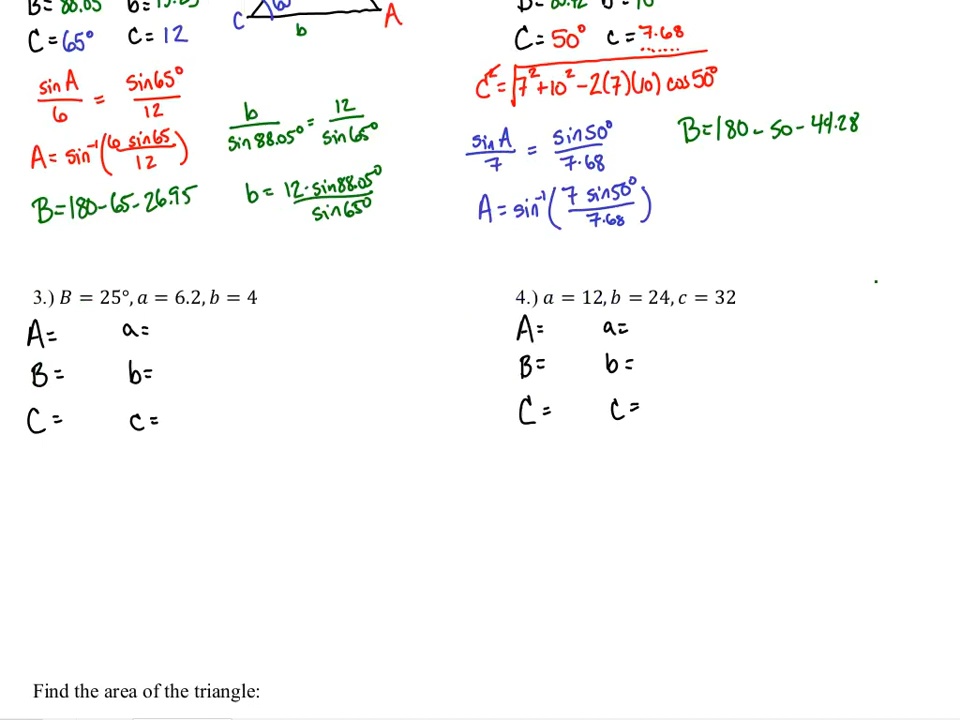 C = 65° c = 12
C
b
A
sin A / 6 = sin 65° / 12
A = sin⁻¹(6 sin 65 / 12)
B = 180 - 65 - 26.95
b / sin 88.05° = 12 / sin 65°
b = 12 · sin 88.05° / sin 65°
C = 50° c = 7.68
c² = √7² + 10² - 2(7)(10) cos 50°
sin A / 7 = sin 50° / 7.68
A = sin⁻¹(7 sin 50° / 7.68)
B = 180 - 50 - 49.28
3.) B = 25°, a = 6.2, b = 4
A = a =
B = b =
C = c =
4.) a = 12, b = 24, c = 32
A = a =
B = b =
C = c =
Find the area of the triangle: